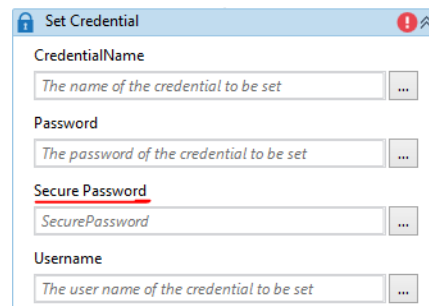 Set Credential
CredentialName
The name of the credential to be set
...
Password
The password of the credential to be set
...
Secure Password
SecurePassword
...
Username
The user name of the credential to be set
...